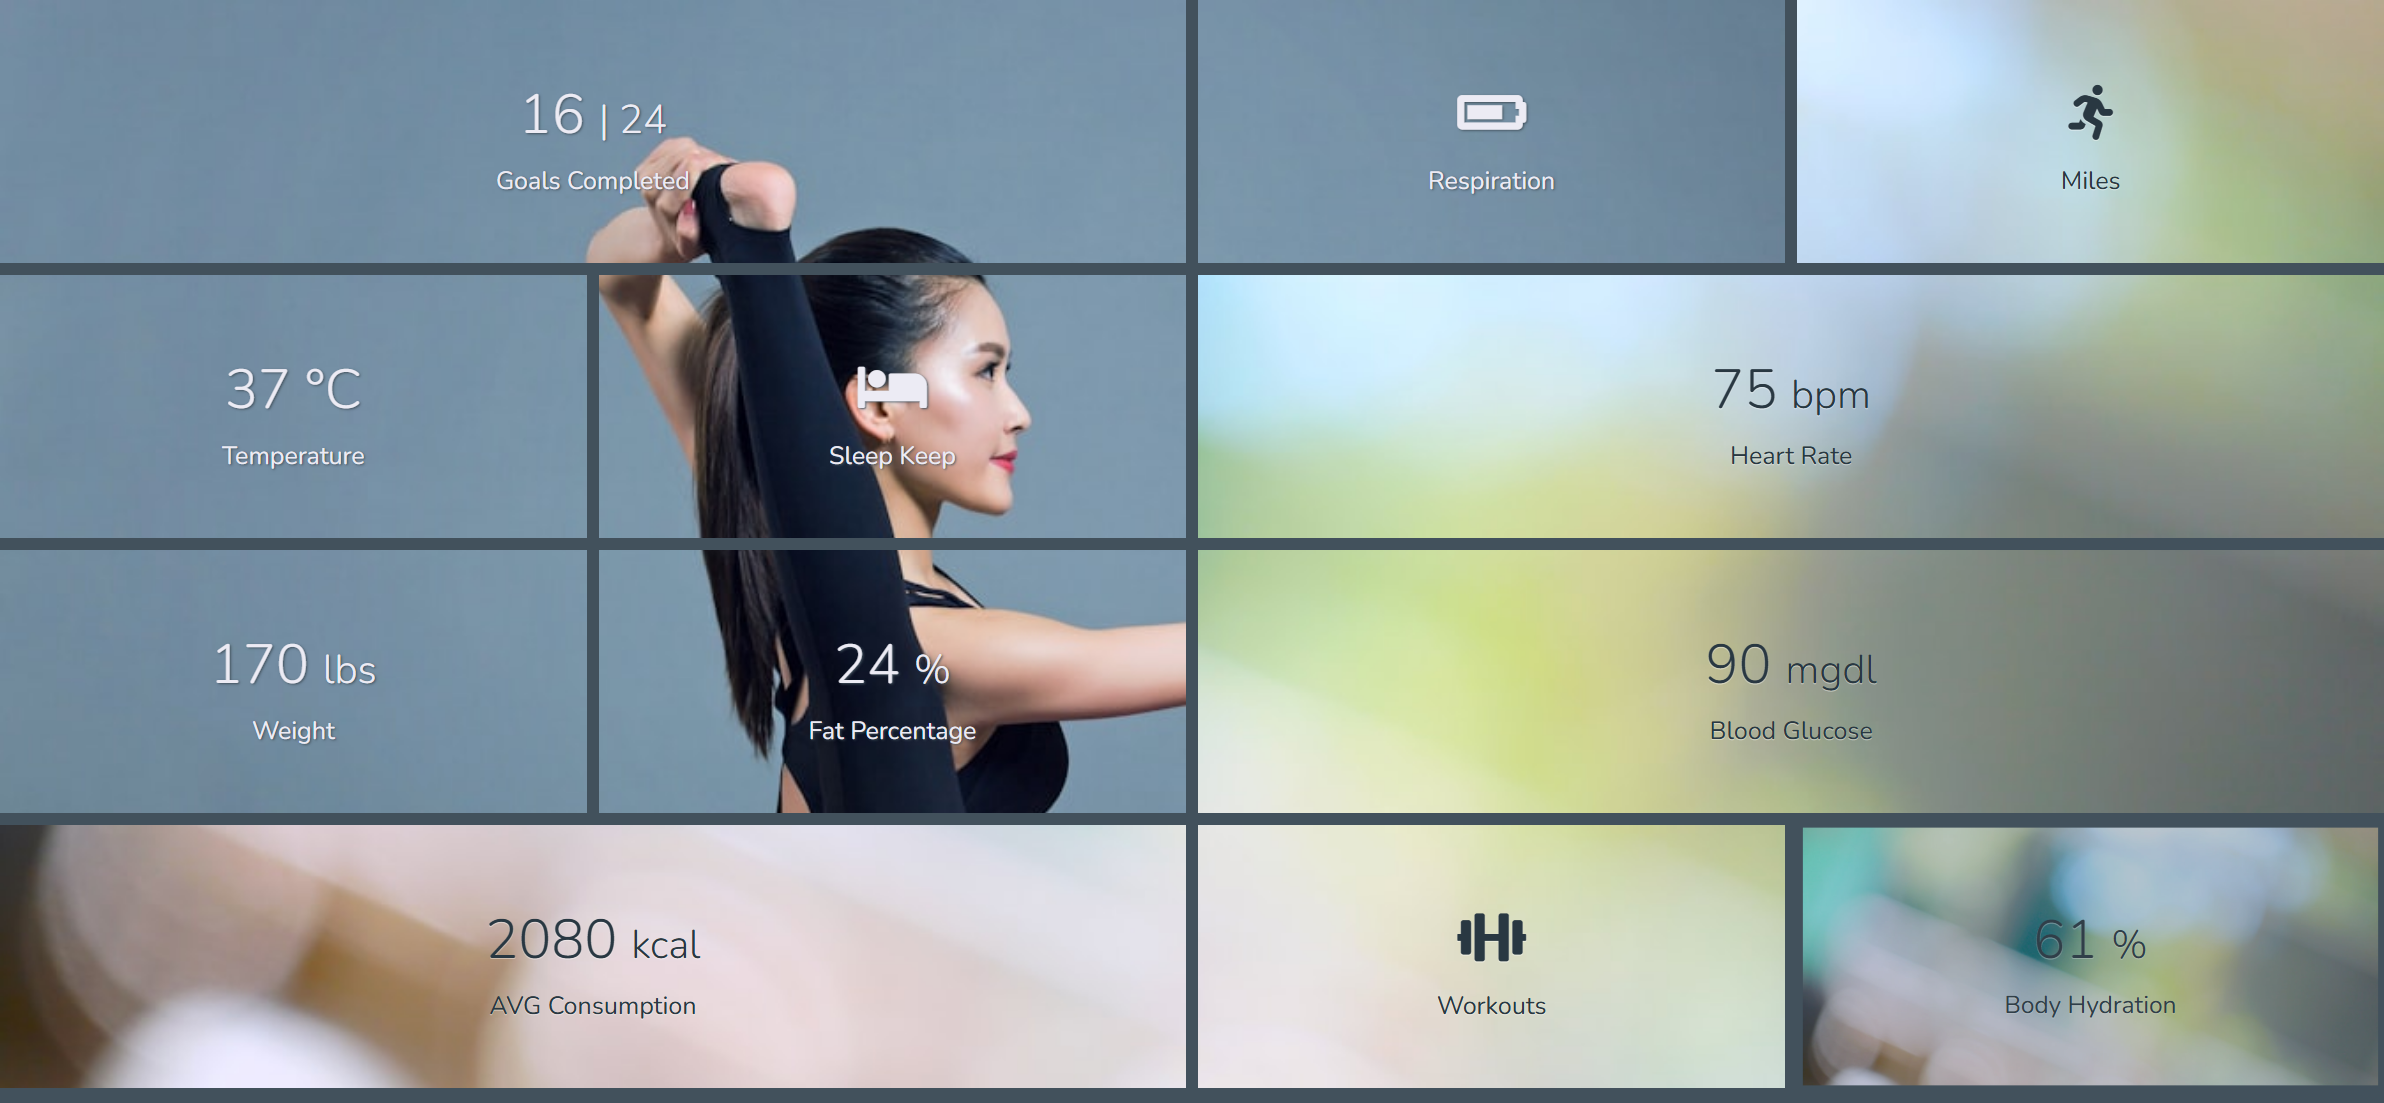 16 | 24
Goals Completed
Respiration
Miles
37 °C
Temperature
Sleep Keep
75 bpm
Heart Rate
170 lbs
Weight
24 %
Fat Percentage
90 mgdl
Blood Glucose
2080 kcal
AVG Consumption
Workouts
61 %
Body Hydration